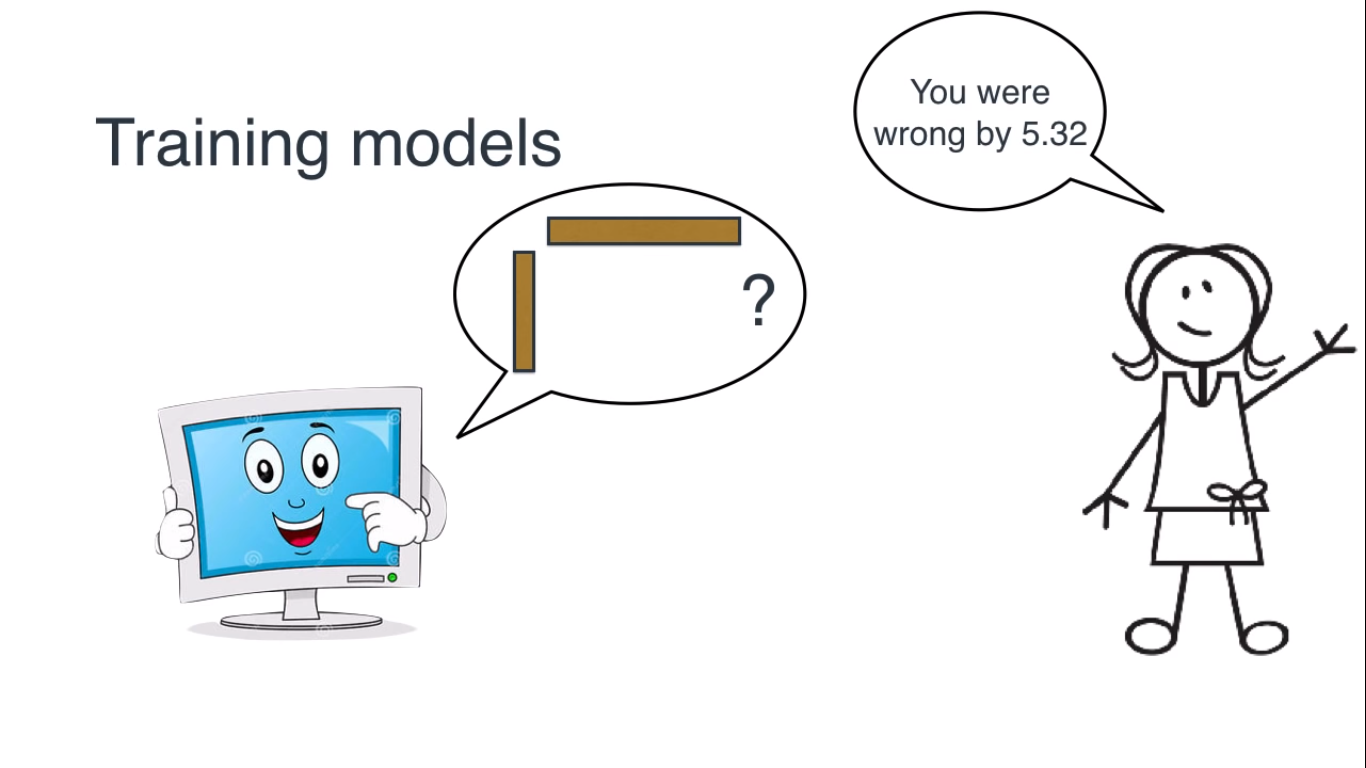 Training models
You were
wrong by 5.32
?